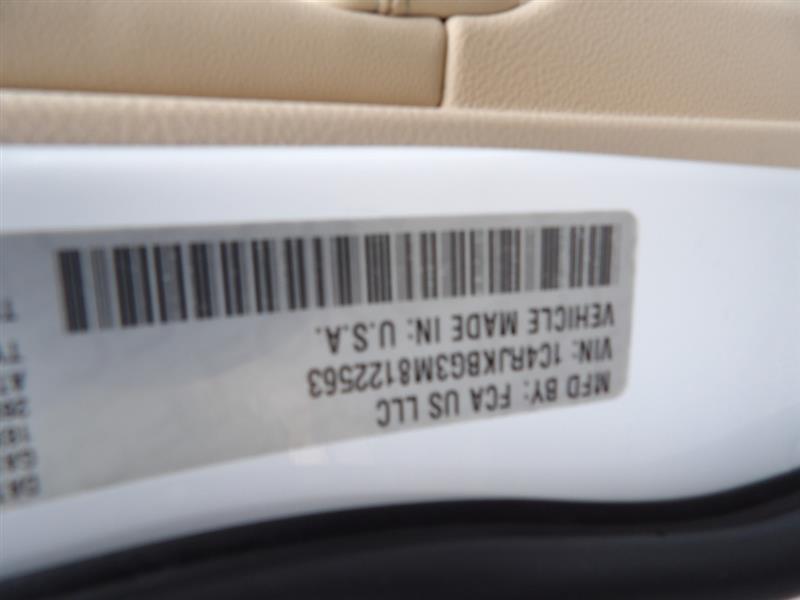 MFD BY: FCA US LLC
VIN: 1C4RJKBG3M8122563
VEHICLE MADE IN: U.S.A.